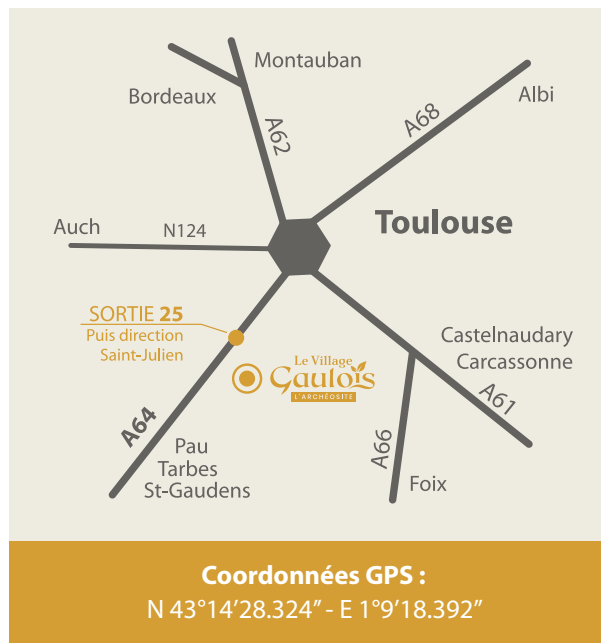 Montauban
Bordeaux
A62
A68
Albi
Auch
N124
Toulouse
SORTIE 25
Puis direction
Saint-Julien
Le Village
Gaulois
L'ARCHÉOSITE
Castelnaudary
Carcassonne
A61
A64
Pau
Tarbes
St-Gaudens
A66
Foix
Coordonnées GPS :
N 43°14’28.324’’ - E 1°9’18.392’’